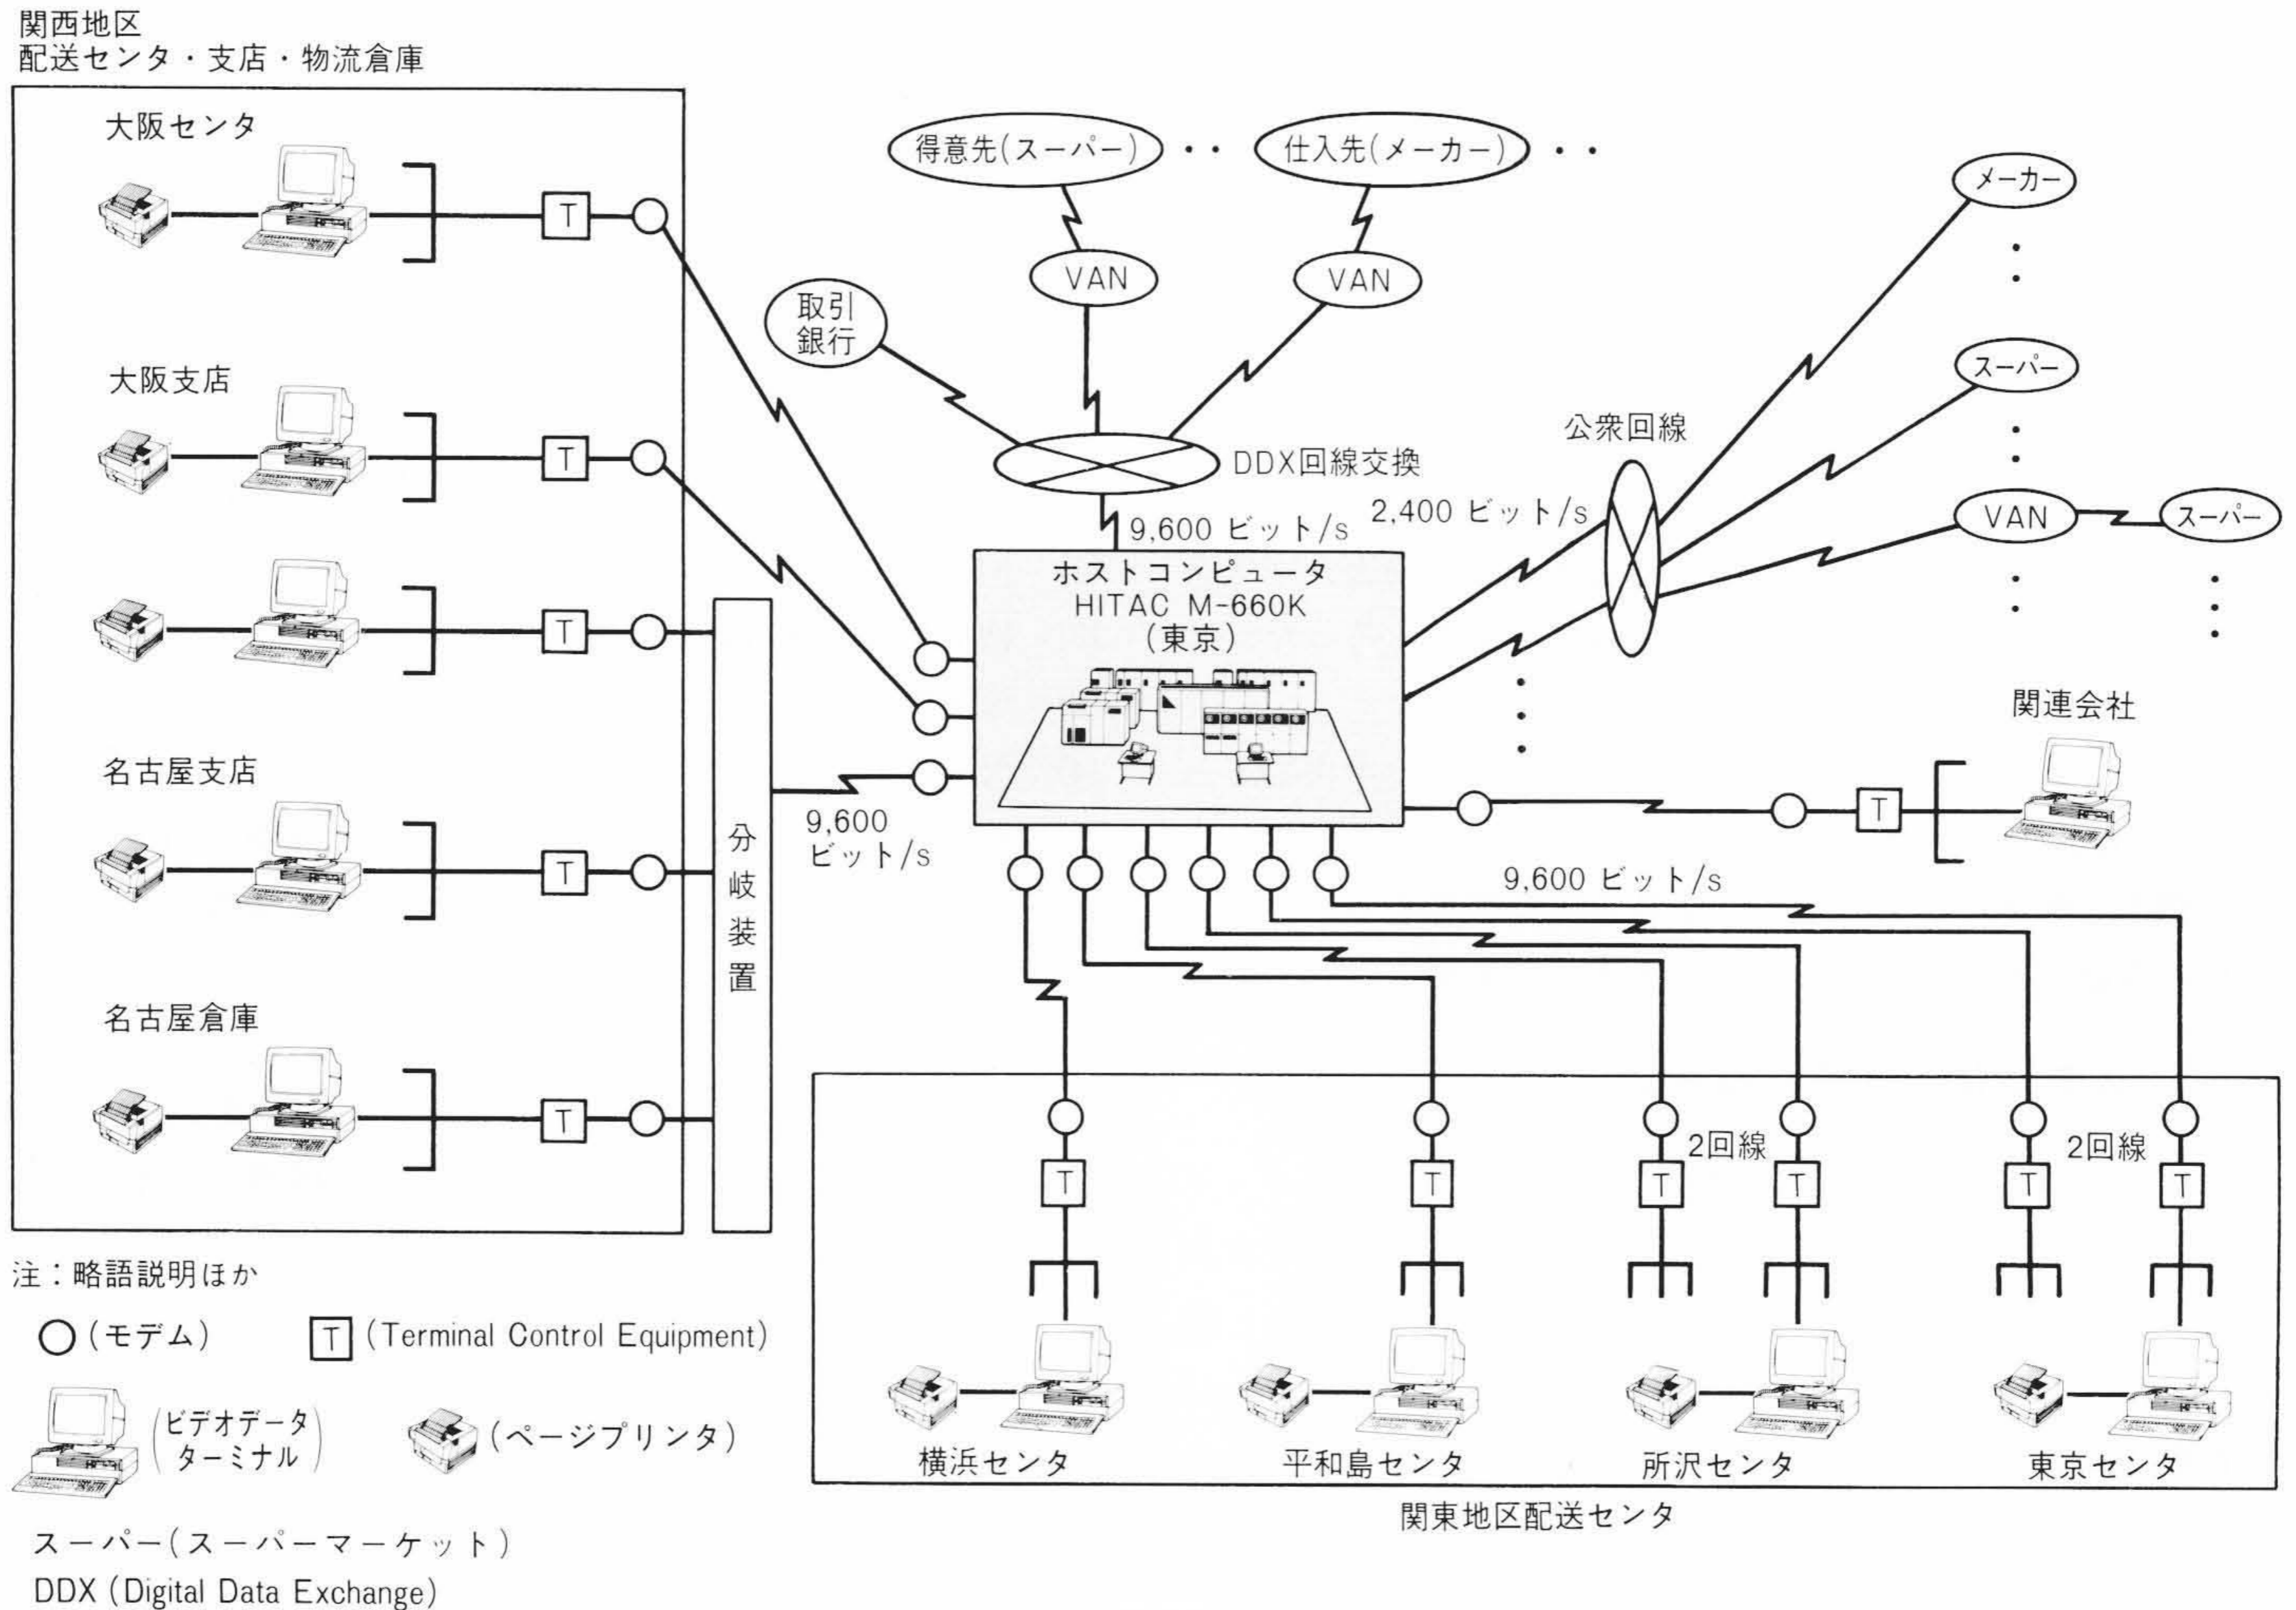 関西地区
配送センタ・支店・物流倉庫
大阪センタ
T
大阪支店
T
T
名古屋支店
T
名古屋倉庫
T
分岐装置
9,600
ビット/s
得意先(スーパー)・・
仕入先(メーカー)・・
VAN
VAN
取引
銀行
DDX回線交換
9,600 ビット/s
2,400 ビット/s
公衆回線
メーカー
スーパー
VAN
スーパー
ホストコンピュータ
HITAC M-660K
(東京)
関連会社
T
9,600 ビット/s
2回線
2回線
T
T
T
T
T
T
横浜センタ
平和島センタ
所沢センタ
東京センタ
関東地区配送センタ
注：略語説明ほか
(モデム)
T (Terminal Control Equipment)
(ビデオデータ
ターミナル)
(ページプリンタ)
スーパー(スーパーマーケット)
DDX (Digital Data Exchange)